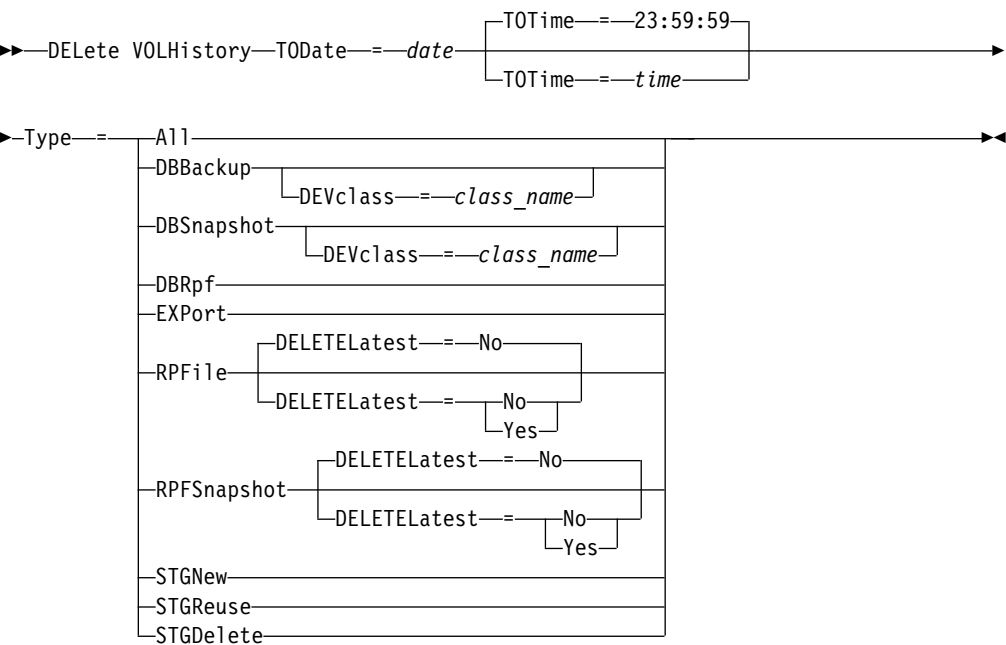 TOTime = 23:59:59
DELete VOLHistory TODate = date
TOTime = time
Type = All
DBBackup
DEVclass = class_name
DBSnapshot
DEVclass = class_name
DBRpf
EXPort
DELETELatest = No
RPFile
DELETELatest = No
Yes
DELETELatest = No
RPFSnapshot
DELETELatest = No
Yes
STGNew
STGReuse
STGDelete